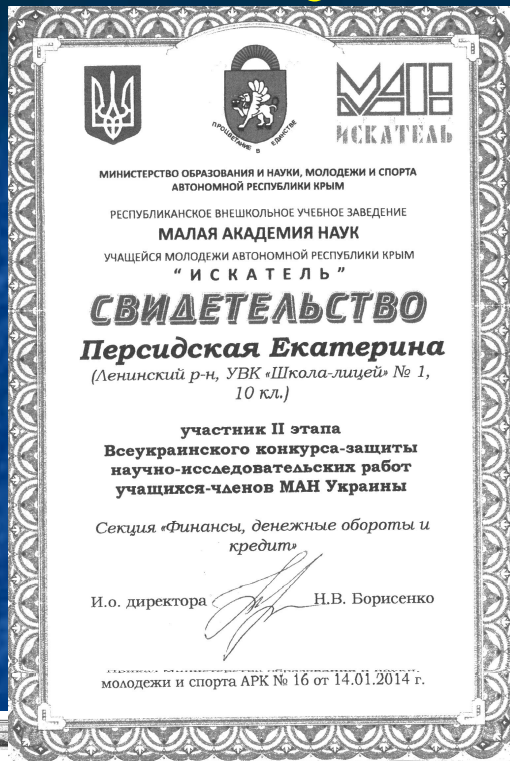 МАН
ИСКАТЕЛЬ
ПРОЦВЕТАНИЕ В ЕДИНСТВЕ
МИНИСТЕРСТВО ОБРАЗОВАНИЯ И НАУКИ, МОЛОДЕЖИ И СПОРТА
АВТОНОМНОЙ РЕСПУБЛИКИ КРЫМ
РЕСПУБЛИКАНСКОЕ ВНЕШКОЛЬНОЕ УЧЕБНОЕ ЗАВЕДЕНИЕ
МАЛАЯ АКАДЕМИЯ НАУК
УЧАЩЕЙСЯ МОЛОДЕЖИ АВТОНОМНОЙ РЕСПУБЛИКИ КРЫМ
"ИСКАТЕЛЬ"
СВИДЕТЕЛЬСТВО
Персидская Екатерина
(Ленинский р-н, УВК «Школа-лицей» № 1,
10 кл.)
участник II этапа
Всеукраинского конкурса-защиты
научно-исследовательских работ
учащихся-членов МАН Украины
Секция «Финансы, денежные обороты и
кредит»
И.о. директора Н.В. Борисенко
молодежи и спорта АРК № 16 от 14.01.2014 г.